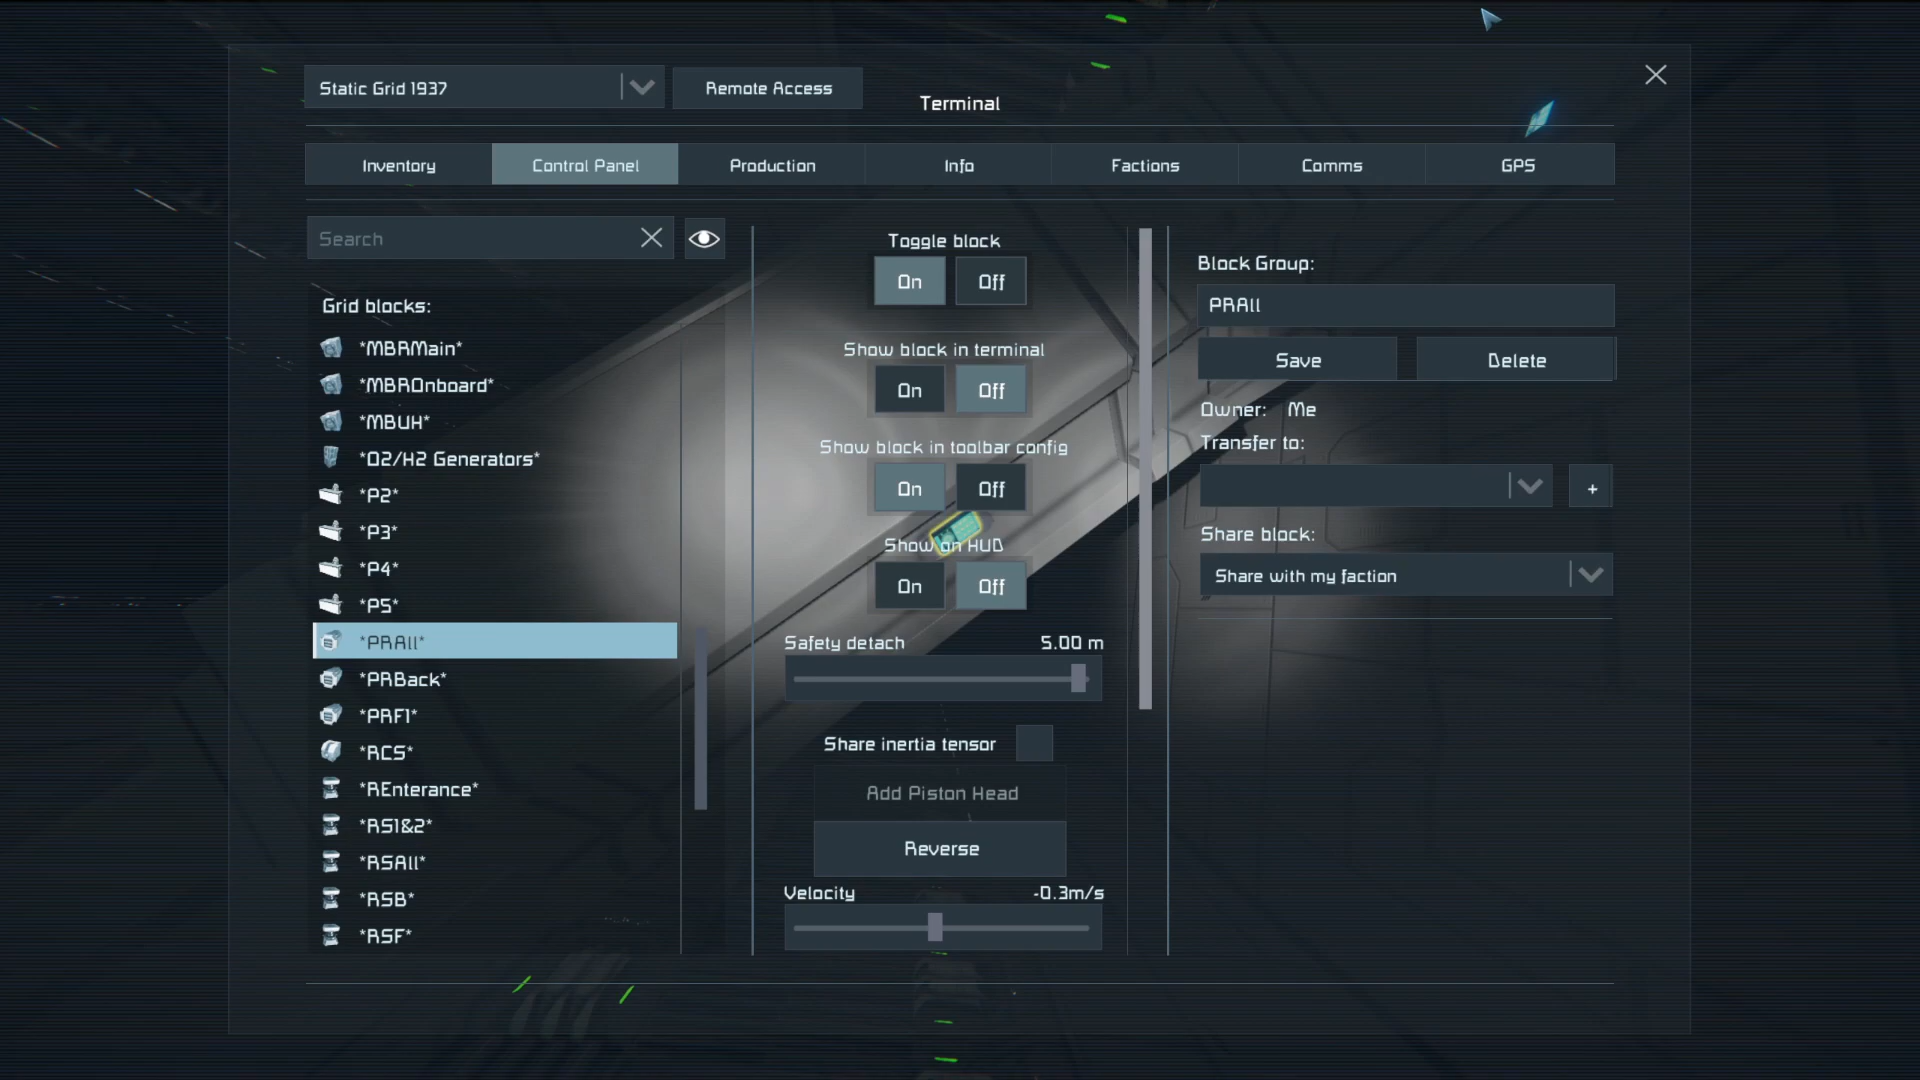 Static Grid 1937
Remote Access
Terminal
Inventory
Control Panel
Production
Info
Factions
Comms
GPS
Search
Grid blocks:
*MBRMain*
*MBROnboard*
*MBUH*
*O2/H2 Generators*
*P2*
*P3*
*P4*
*P5*
*PRAll*
*PRBack*
*PRF1*
*RCS*
*REnterance*
*RS1&2*
*RSAll*
*RSB*
*RSF*
Toggle block
On Off
Show block in terminal
On Off
Show block in toolbar config
On Off
Show on HUD
On Off
Safety detach 5.00 m
Share inertia tensor
Add Piston Head
Reverse
Velocity -0.3m/s
Block Group:
PRAll
Save Delete
Owner: Me
Transfer to:
+
Share block:
Share with my faction